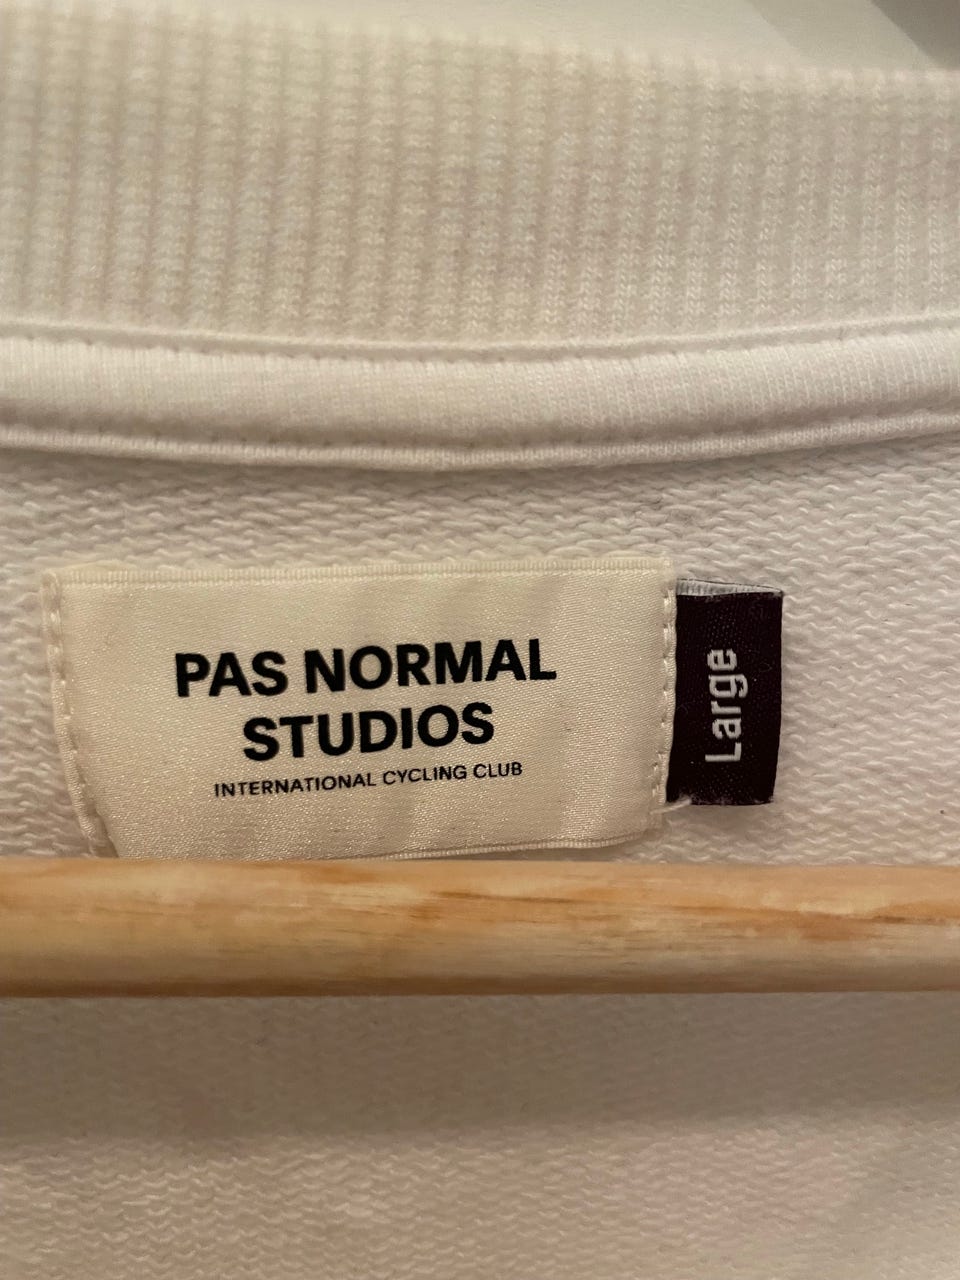 PAS NORMAL
STUDIOS
INTERNATIONAL CYCLING CLUB
Large